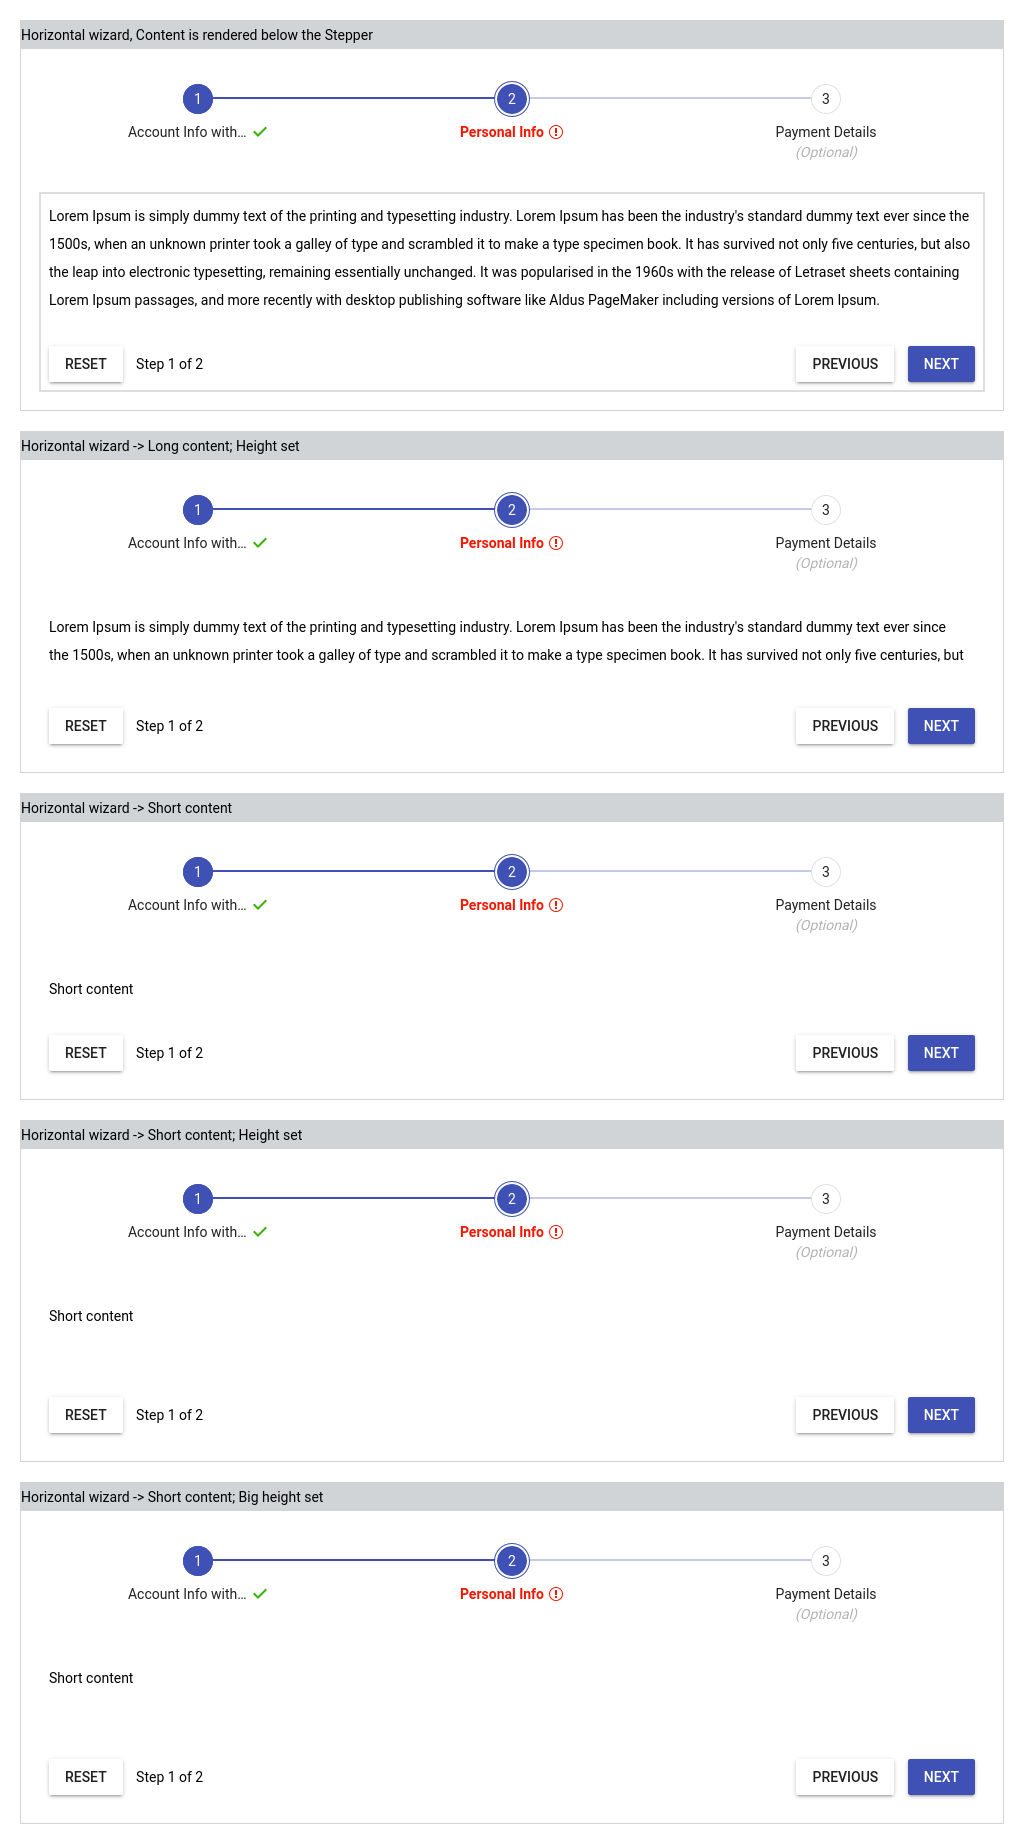 Horizontal wizard, Content is rendered below the Stepper
1 2 3
Account Info with... Personal Info Payment Details
(Optional)
Lorem Ipsum is simply dummy text of the printing and typesetting industry. Lorem Ipsum has been the industry's standard dummy text ever since the
1500s, when an unknown printer took a galley of type and scrambled it to make a type specimen book. It has survived not only five centuries, but also
the leap into electronic typesetting, remaining essentially unchanged. It was popularised in the 1960s with the release of Letraset sheets containing
Lorem Ipsum passages, and more recently with desktop publishing software like Aldus PageMaker including versions of Lorem Ipsum.
RESET Step 1 of 2 PREVIOUS NEXT
Horizontal wizard -> Long content; Height set
1 2 3
Account Info with... Personal Info Payment Details
(Optional)
Lorem Ipsum is simply dummy text of the printing and typesetting industry. Lorem Ipsum has been the industry's standard dummy text ever since
the 1500s, when an unknown printer took a galley of type and scrambled it to make a type specimen book. It has survived not only five centuries, but
RESET Step 1 of 2 PREVIOUS NEXT
Horizontal wizard -> Short content
1 2 3
Account Info with... Personal Info Payment Details
(Optional)
Short content
RESET Step 1 of 2 PREVIOUS NEXT
Horizontal wizard -> Short content; Height set
1 2 3
Account Info with... Personal Info Payment Details
(Optional)
Short content
RESET Step 1 of 2 PREVIOUS NEXT
Horizontal wizard -> Short content; Big height set
1 2 3
Account Info with... Personal Info Payment Details
(Optional)
Short content
RESET Step 1 of 2 PREVIOUS NEXT